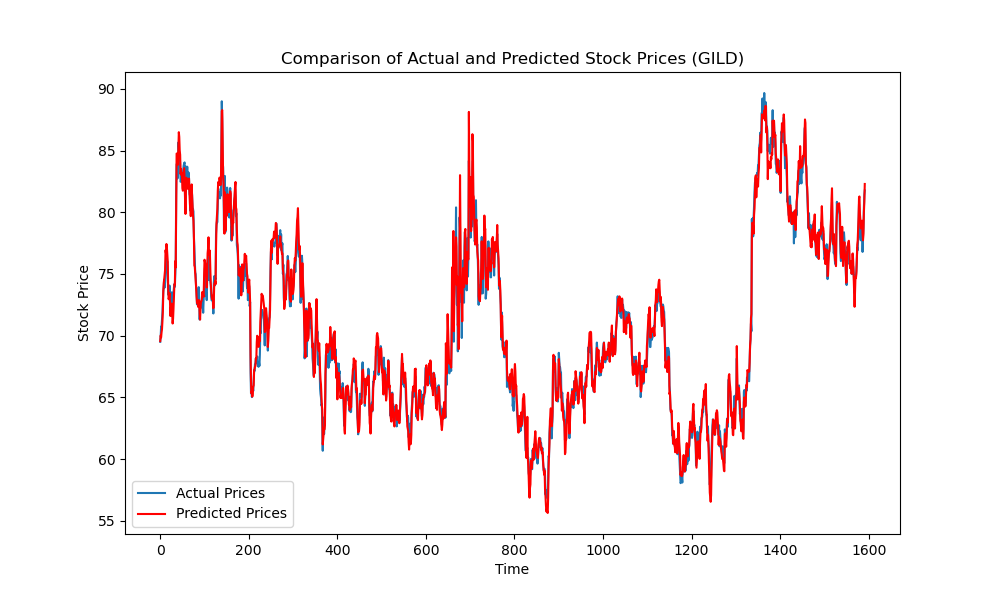 Comparison of Actual and Predicted Stock Prices (GILD)
90
85
80
75
70
65
60
55
Stock Price
Actual Prices
Predicted Prices
0 200 400 600 800 1000 1200 1400 1600
Time